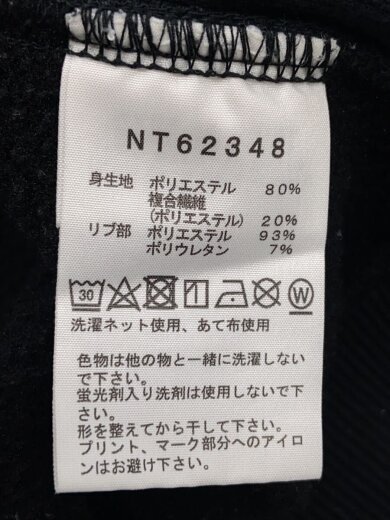 NT62348
身生地 ポリエステル 80%
複合繊維
(ポリエステル) 20%
リブ部 ポリエステル 93%
ポリウレタン 7%
30 W
洗濯ネット使用、あて布使用
色物は他の物と一緒に洗濯しない
で下さい。
蛍光剤入り洗剤は使用しないで
下さい。
形を整えてから干して下さい。
プリント、マーク部分へのアイロ
ンはお避け下さい。